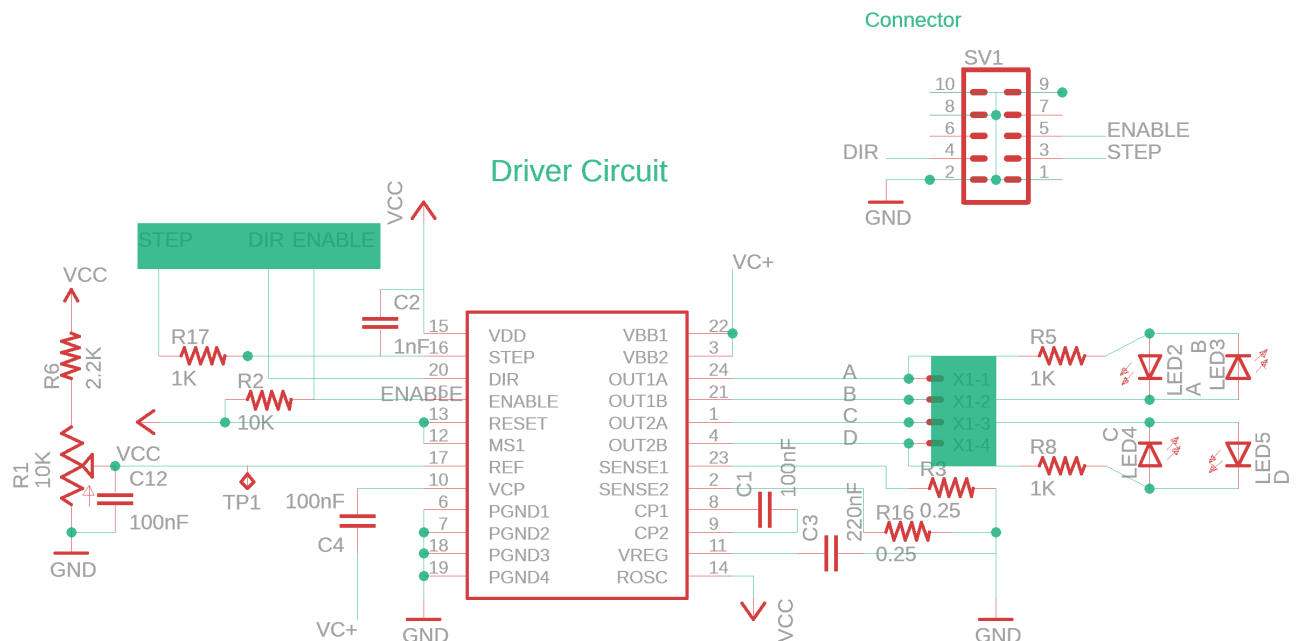 Connector
SV1
10 9
8 7
6 5 ENABLE
DIR 4 3 STEP
2 1
GND
Driver Circuit
VCC
STEP DIR ENABLE
VC+
VCC
C2
R17
1nF
1K
R6
2.2K
R2
ENABLE
10K
VCC
R1
10K
C12
100nF
TP1
100nF
C4
GND
VC+
GND
15 VDD VBB1 22
16 STEP VBB2 3
20 DIR OUT1A 24 A
5 ENABLE OUT1B 21 B
13 RESET OUT2A 1 C
12 MS1 OUT2B 4 D
17 REF SENSE1 23
10 VCP SENSE2 2
6 PGND1 CP1 8
7 PGND2 CP2 9
18 PGND3 VREG 11
19 PGND4 ROSC 14
X1-1
X1-2
X1-3
X1-4
R5
1K
LED2
A
B
LED3
C
LED4
LED5
D
R8
1K
R3
0.25
C1
100nF
C3
220nF
R16
0.25
VCC
GND